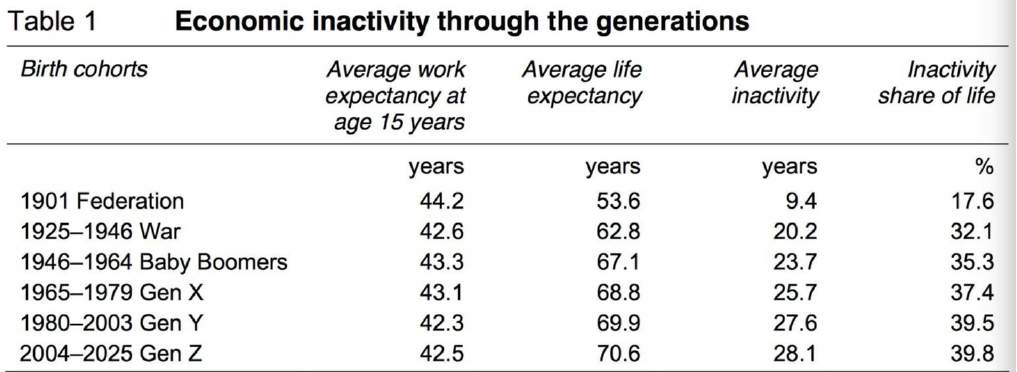 Table 1 Economic inactivity through the generations
Birth cohorts Average work expectancy at age 15 years Average life expectancy Average inactivity Inactivity share of life
years years years %
1901 Federation 44.2 53.6 9.4 17.6
1925–1946 War 42.6 62.8 20.2 32.1
1946–1964 Baby Boomers 43.3 67.1 23.7 35.3
1965–1979 Gen X 43.1 68.8 25.7 37.4
1980–2003 Gen Y 42.3 69.9 27.6 39.5
2004–2025 Gen Z 42.5 70.6 28.1 39.8